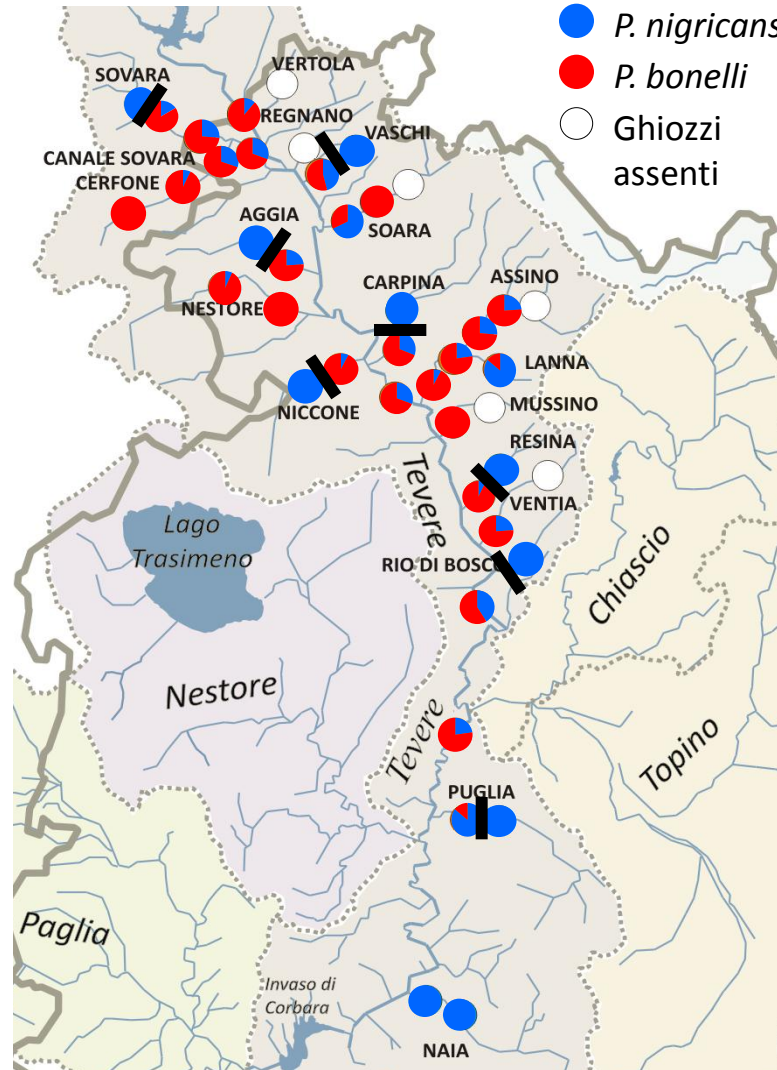 P. nigricans
P. bonelli
Ghiozzi
assenti
VERTOLA
SOVARA
REGNANO
VASCHI
CANALE SOVARA
CERFONE
SOARA
AGGIA
CARPINA
ASSINO
NESTORE
LANNA
NICCONE
MUSSINO
RESINA
Tevere
VENTIA
Lago
Trasimeno
RIO DI BOSCO
Chiascio
Nestore
Tevere
Topino
PUGLIA
Paglia
Invaso di
Corbara
NAIA